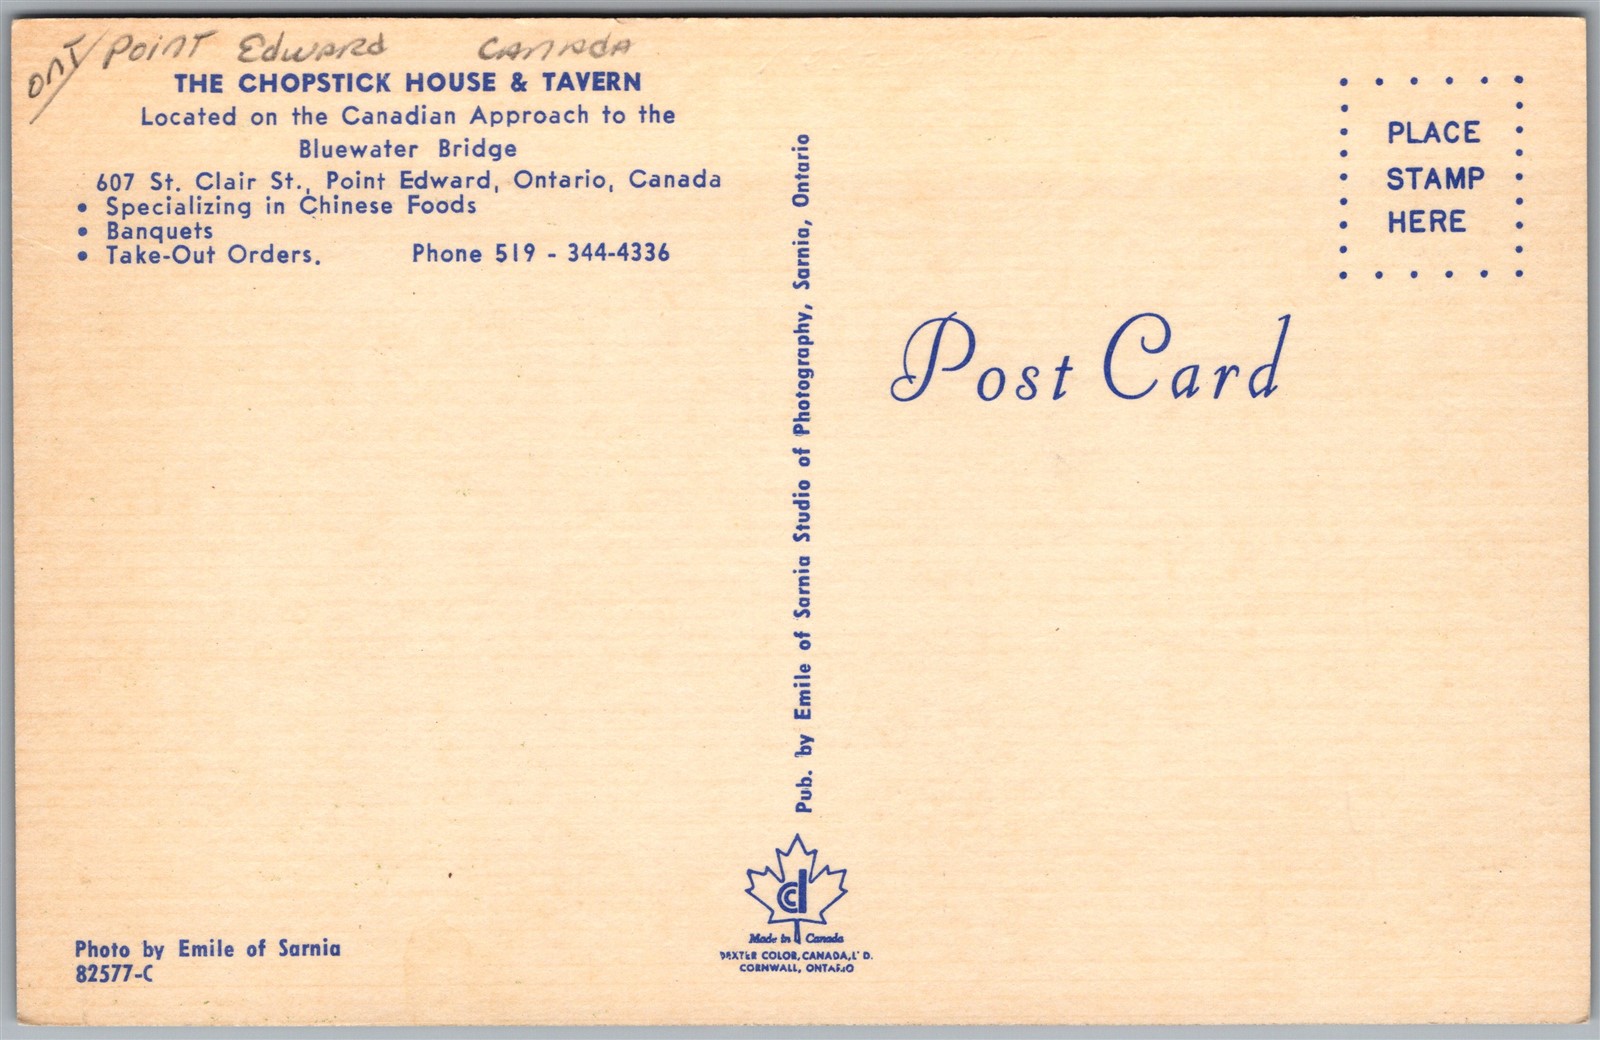 ONT/ POINT EDWARD CANADA
THE CHOPSTICK HOUSE & TAVERN
Located on the Canadian Approach to the
Bluewater Bridge
607 St. Clair St., Point Edward, Ontario, Canada
• Specializing in Chinese Foods
• Banquets
• Take-Out Orders. Phone 519 - 344-4336
Photo by Emile of Sarnia
82577-C
Pub. by Emile of Sarnia Studio of Photography, Sarnia, Ontario
dc
Made in Canada
DEXTER COLOR, CANADA, L'D.
CORNWALL, ONTARIO
PLACE
STAMP
HERE
Post Card